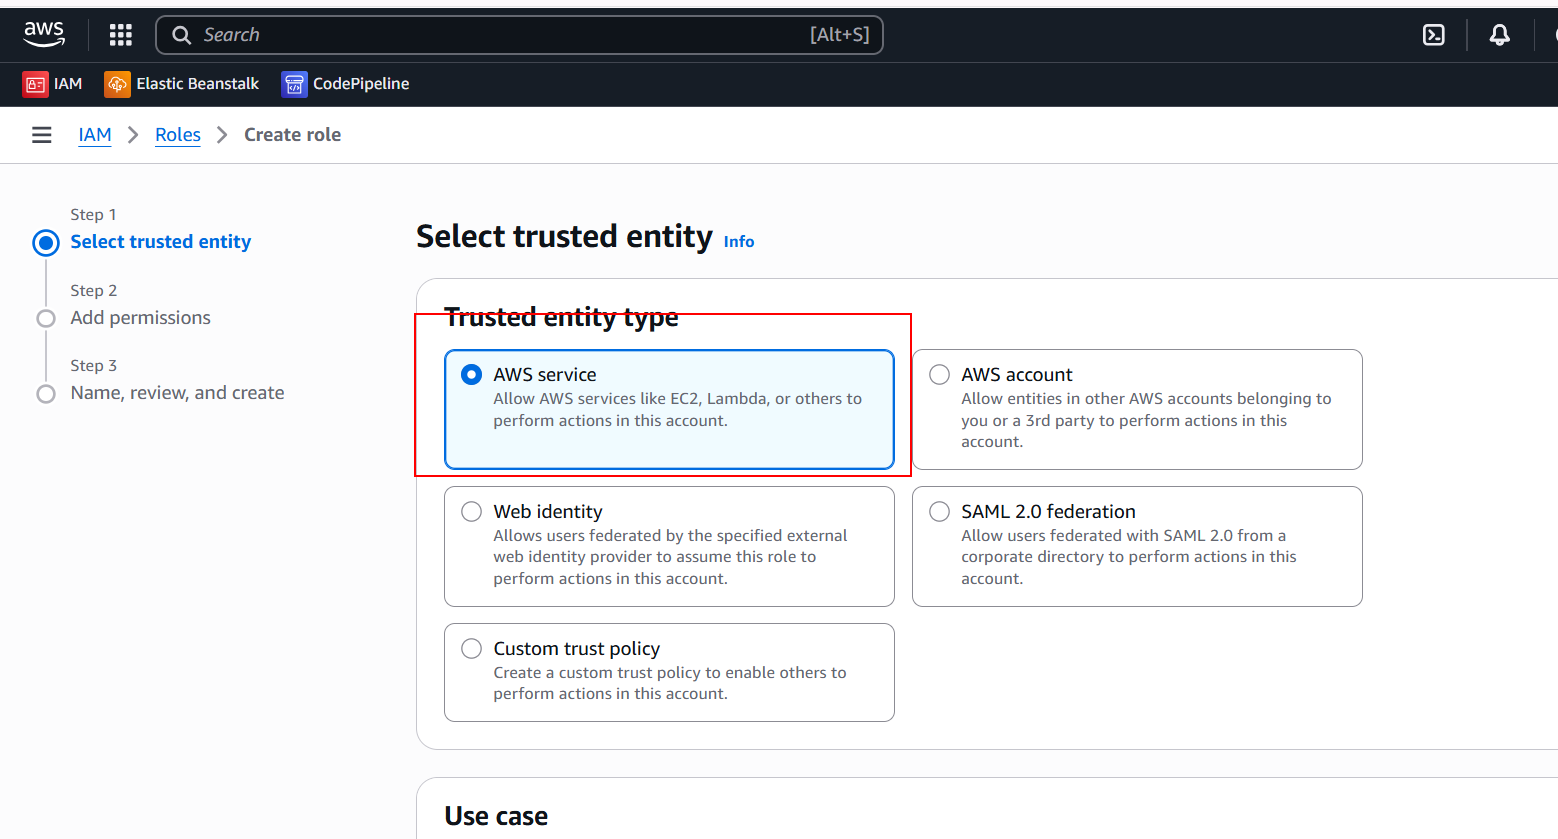 aws
Search [Alt+S]
IAM Elastic Beanstalk CodePipeline
IAM Roles Create role
Step 1
Select trusted entity
Step 2
Add permissions
Step 3
Name, review, and create
Select trusted entity Info
Trusted entity type
AWS service
Allow AWS services like EC2, Lambda, or others to
perform actions in this account.
AWS account
Allow entities in other AWS accounts belonging to
you or a 3rd party to perform actions in this
account.
Web identity
Allows users federated by the specified external
web identity provider to assume this role to
perform actions in this account.
SAML 2.0 federation
Allow users federated with SAML 2.0 from a
corporate directory to perform actions in this
account.
Custom trust policy
Create a custom trust policy to enable others to
perform actions in this account.
Use case